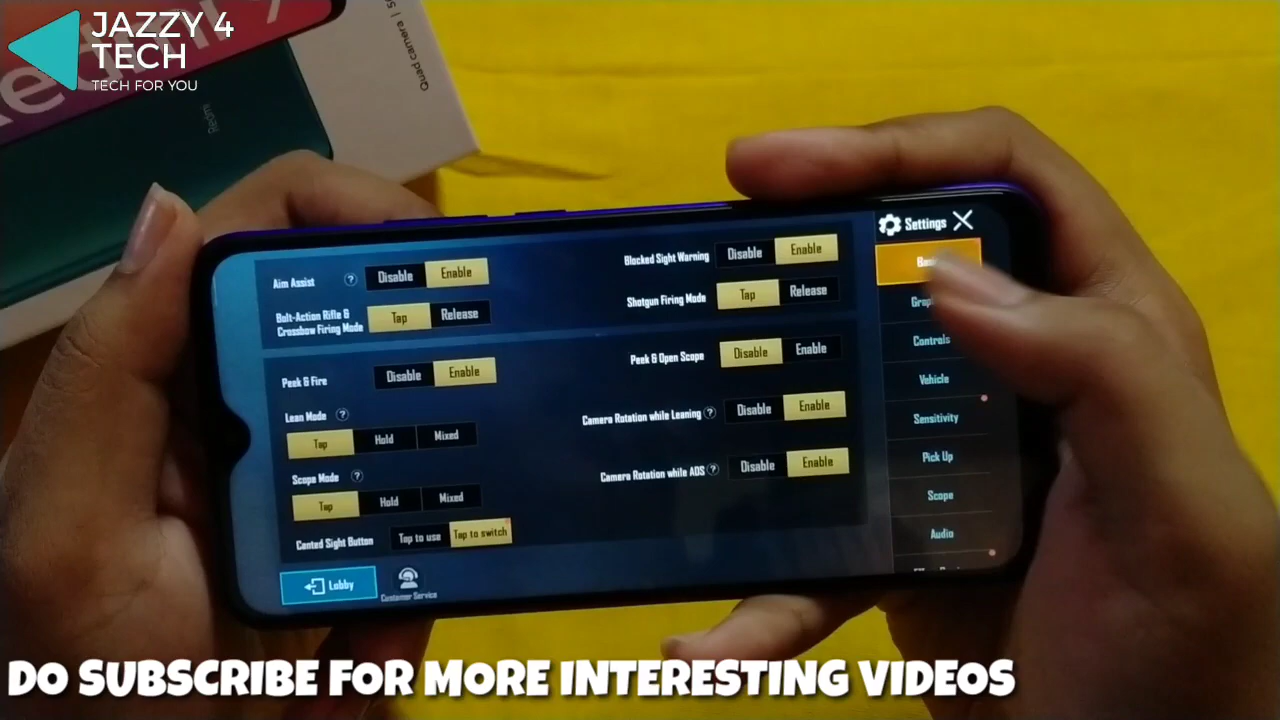 JAZZY 4
TECH
TECH FOR YOU
Quad camera
Redmi
Settings
Aim Assist ? Disable Enable
Blocked Sight Warning Disable Enable
Bolt-Action Rifle &
Crossbow Firing Mode Tap Release
Shotgun Firing Mode Tap Release
Peek & Fire Disable Enable
Peek & Open Scope Disable Enable
Lean Mode ?
Tap Hold Mixed
Camera Rotation while Leaning ? Disable Enable
Scope Mode ?
Tap Hold Mixed
Camera Rotation while ADS ? Disable Enable
Canted Sight Button Tap to use Tap to switch
Lobby
Customer Service
Controls
Vehicle
Sensitivity
Pick Up
Scope
Audio
DO SUBSCRIBE FOR MORE INTERESTING VIDEOS